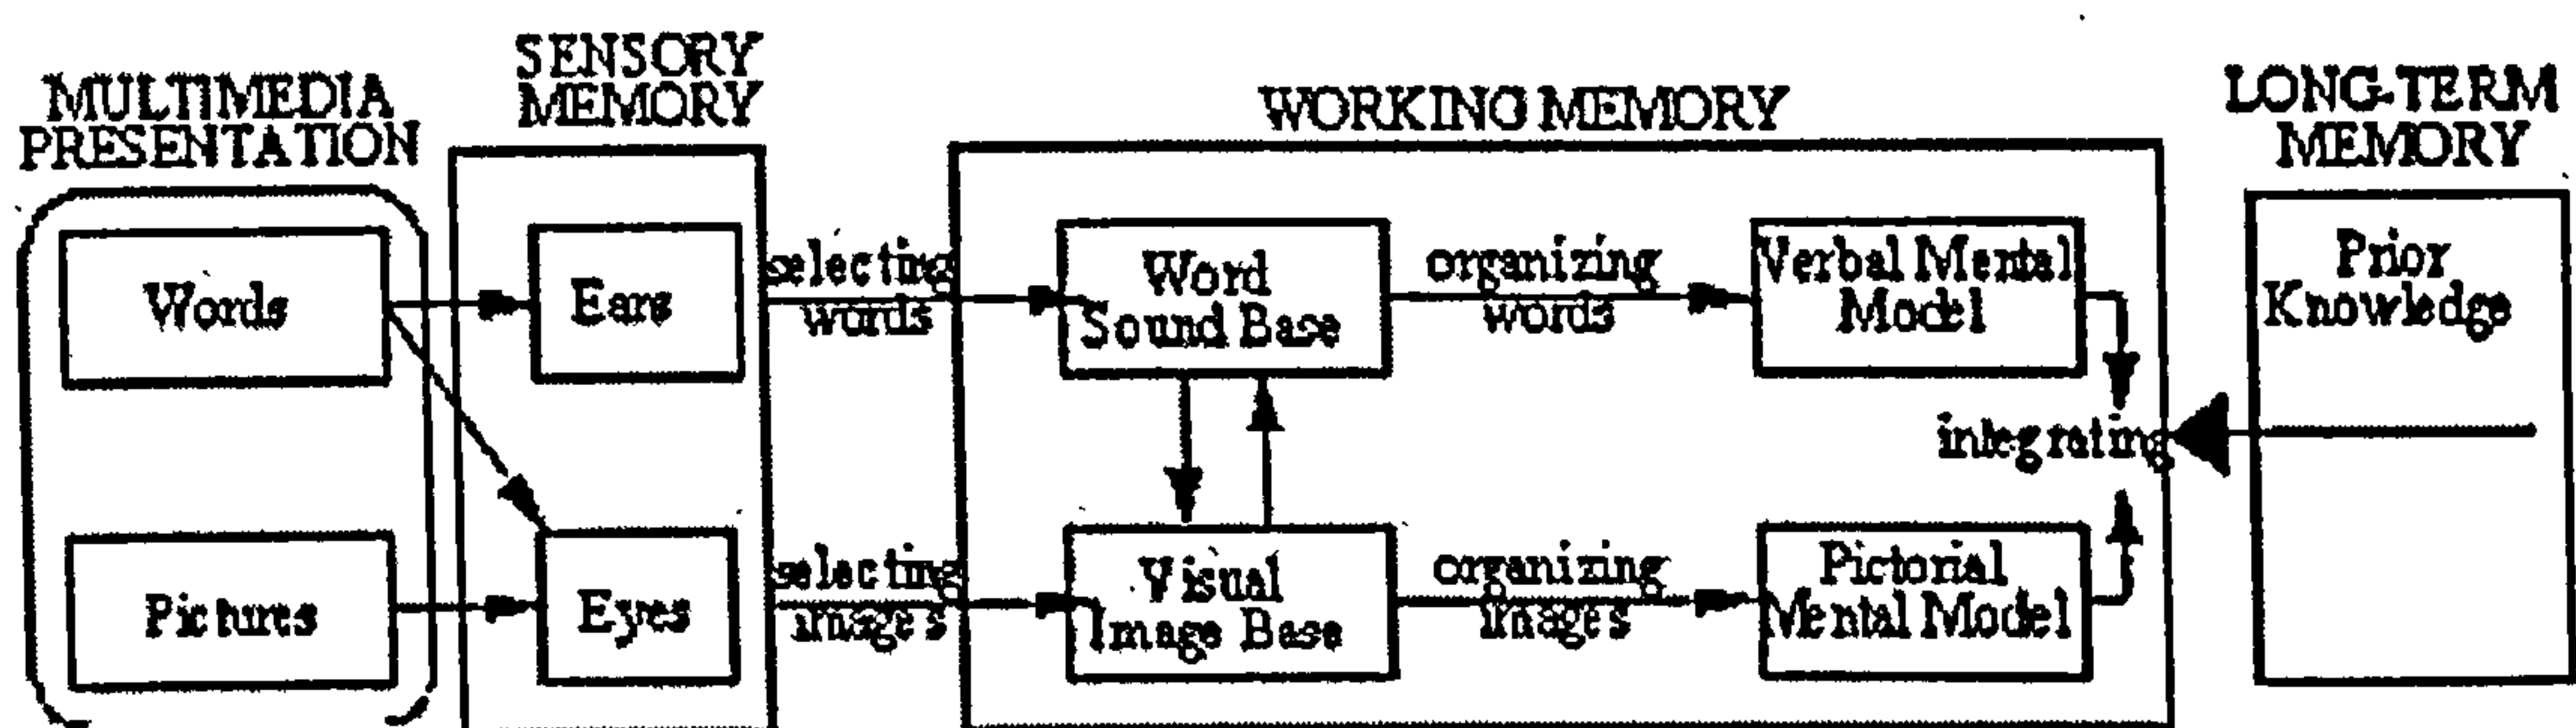 MULTIMEDIA
PRESENTATION
Words
Pictures
SENSORY
MEMORY
Ears
Eyes
selecting
words
selecting
images
WORKING MEMORY
Word
Sound Base
Visual
Image Base
organizing
words
organizing
images
Verbal Mental
Model
Pictorial
Mental Model
integrating
LONG-TERM
MEMORY
Prior
Knowledge